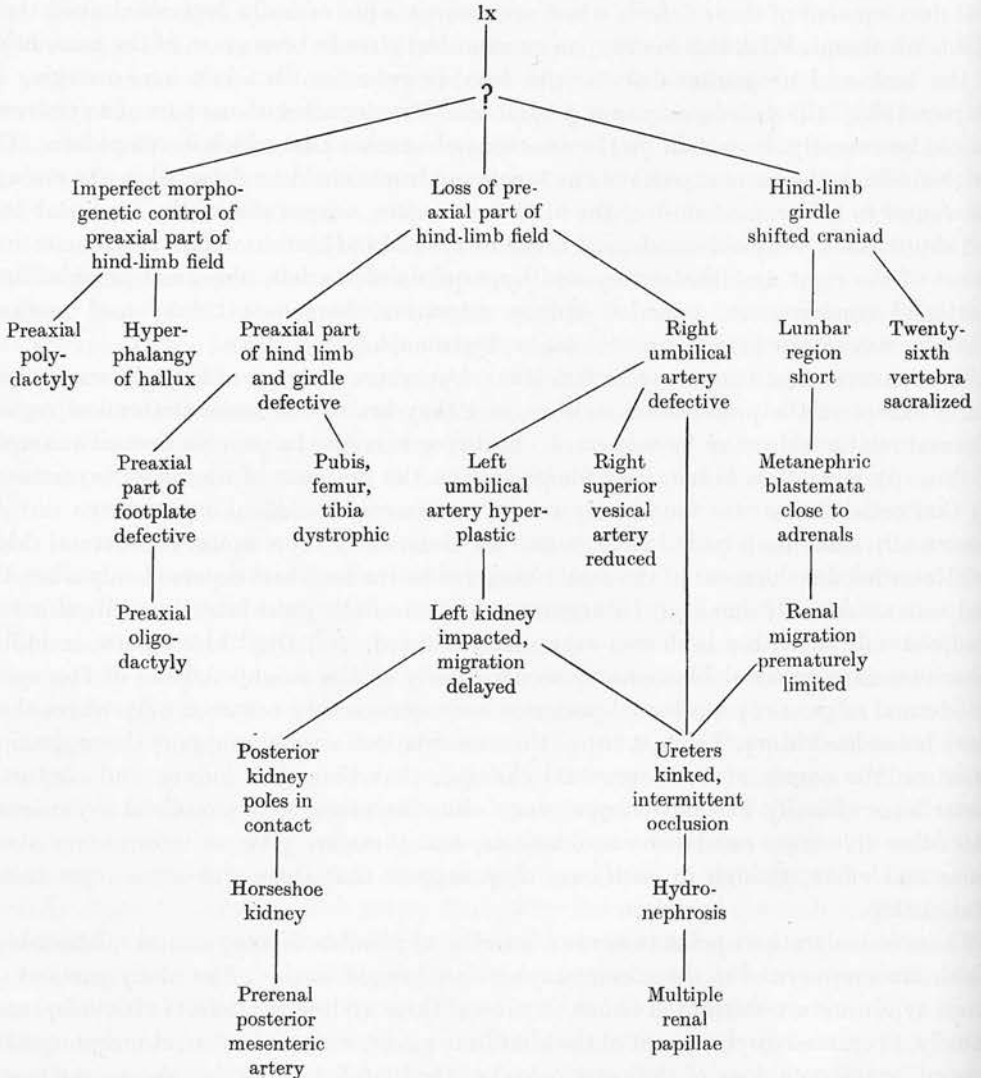 lx
?
Imperfect morpho-
genetic control of
preaxial part of
hind-limb field
Loss of pre-
axial part of
hind-limb field
Hind-limb
girdle
shifted craniad
Preaxial
poly-
dactyly
Hyper-
phalangy
of hallux
Preaxial part
of hind limb
and girdle
defective
Right
umbilical
artery
defective
Lumbar
region
short
Twenty-
sixth
vertebra
sacralized
Preaxial
part of
footplate
defective
Pubis,
femur,
tibia
dystrophic
Left
umbilical
artery hyper-
plastic
Right
superior
vesical
artery
reduced
Metanephric
blastemata
close to
adrenals
Preaxial
oligo-
dactyly
Left kidney
impacted,
migration
delayed
Renal
migration
prematurely
limited
Posterior
kidney
poles in
contact
Ureters
kinked,
intermittent
occlusion
Horseshoe
kidney
Hydro-
nephrosis
Prerenal
posterior
mesenteric
artery
Multiple
renal
papillae